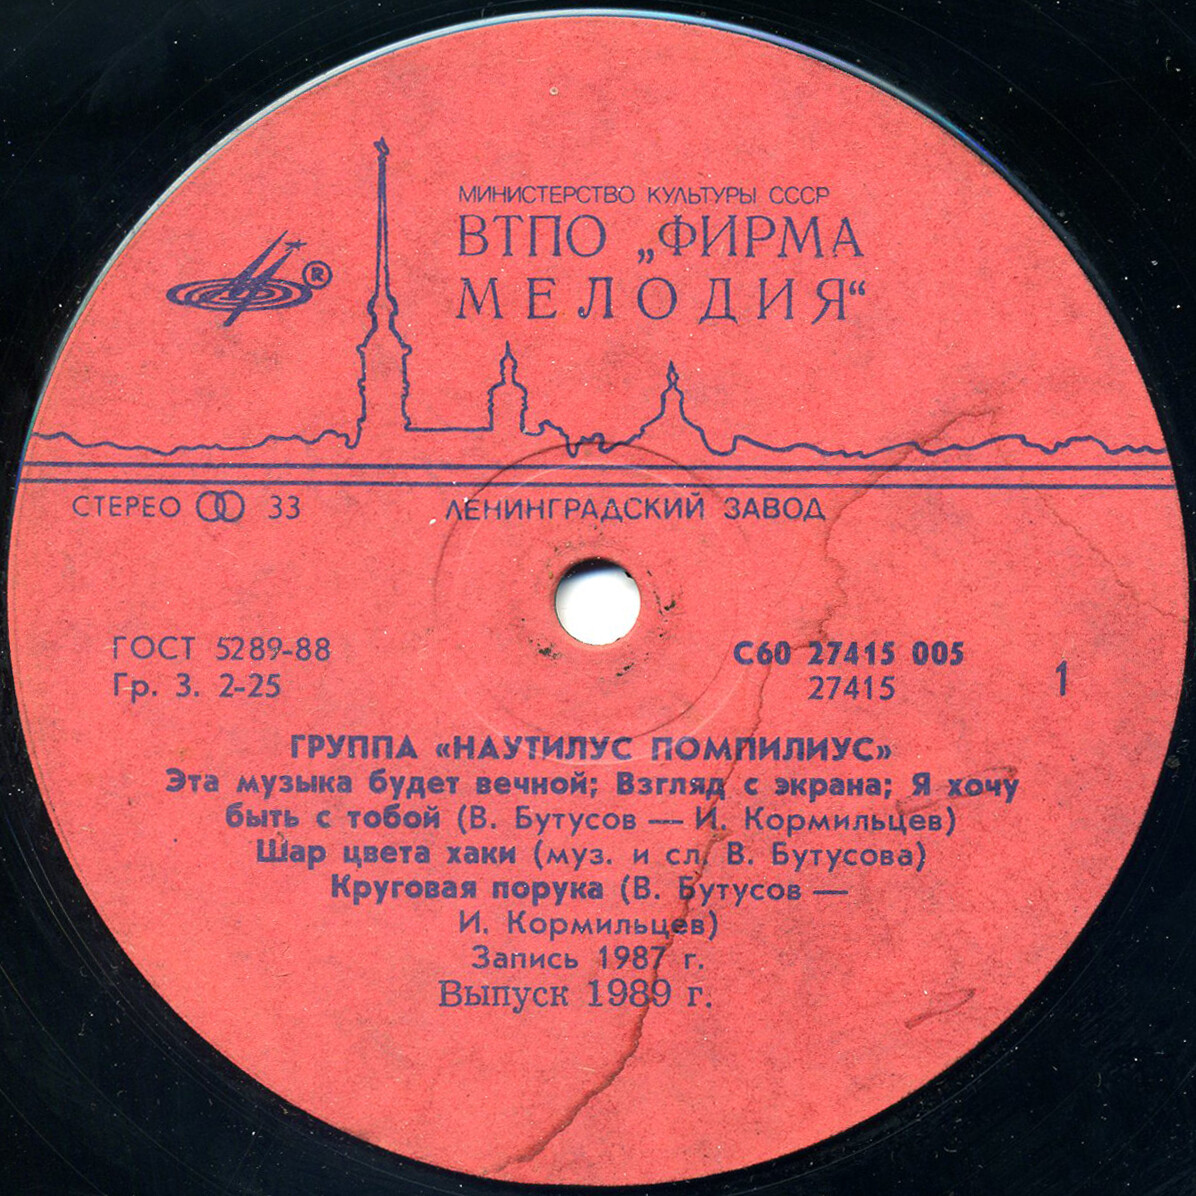 МИНИСТЕРСТВО КУЛЬТУРЫ СССР
ВТПО „ФИРМА
МЕЛОДИЯ“
®
СТЕРЕО 33
ЛЕНИНГРАДСКИЙ ЗАВОД
ГОСТ 5289-88
Гр. 3. 2-25
С60 27415 005
27415
1
ГРУППА «НАУТИЛУС ПОМПИЛИУС»
Эта музыка будет вечной; Взгляд с экрана; Я хочу
быть с тобой (В. Бутусов — И. Кормильцев)
Шар цвета хаки (муз. и сл. В. Бутусова)
Круговая порука (В. Бутусов —
И. Кормильцев)
Запись 1987 г.
Выпуск 1989 г.